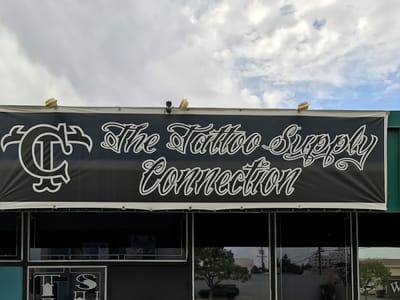 The Tattoo Supply
Connection
TC
T S
W